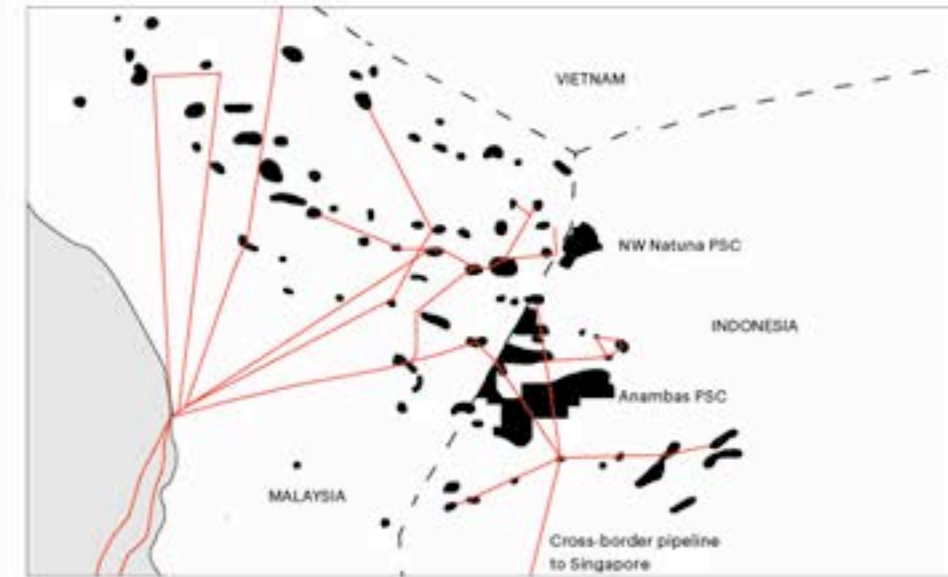 VIETNAM
NW Natuna PSC
INDONESIA
Anambas PSC
MALAYSIA
Cross-border pipeline
to Singapore